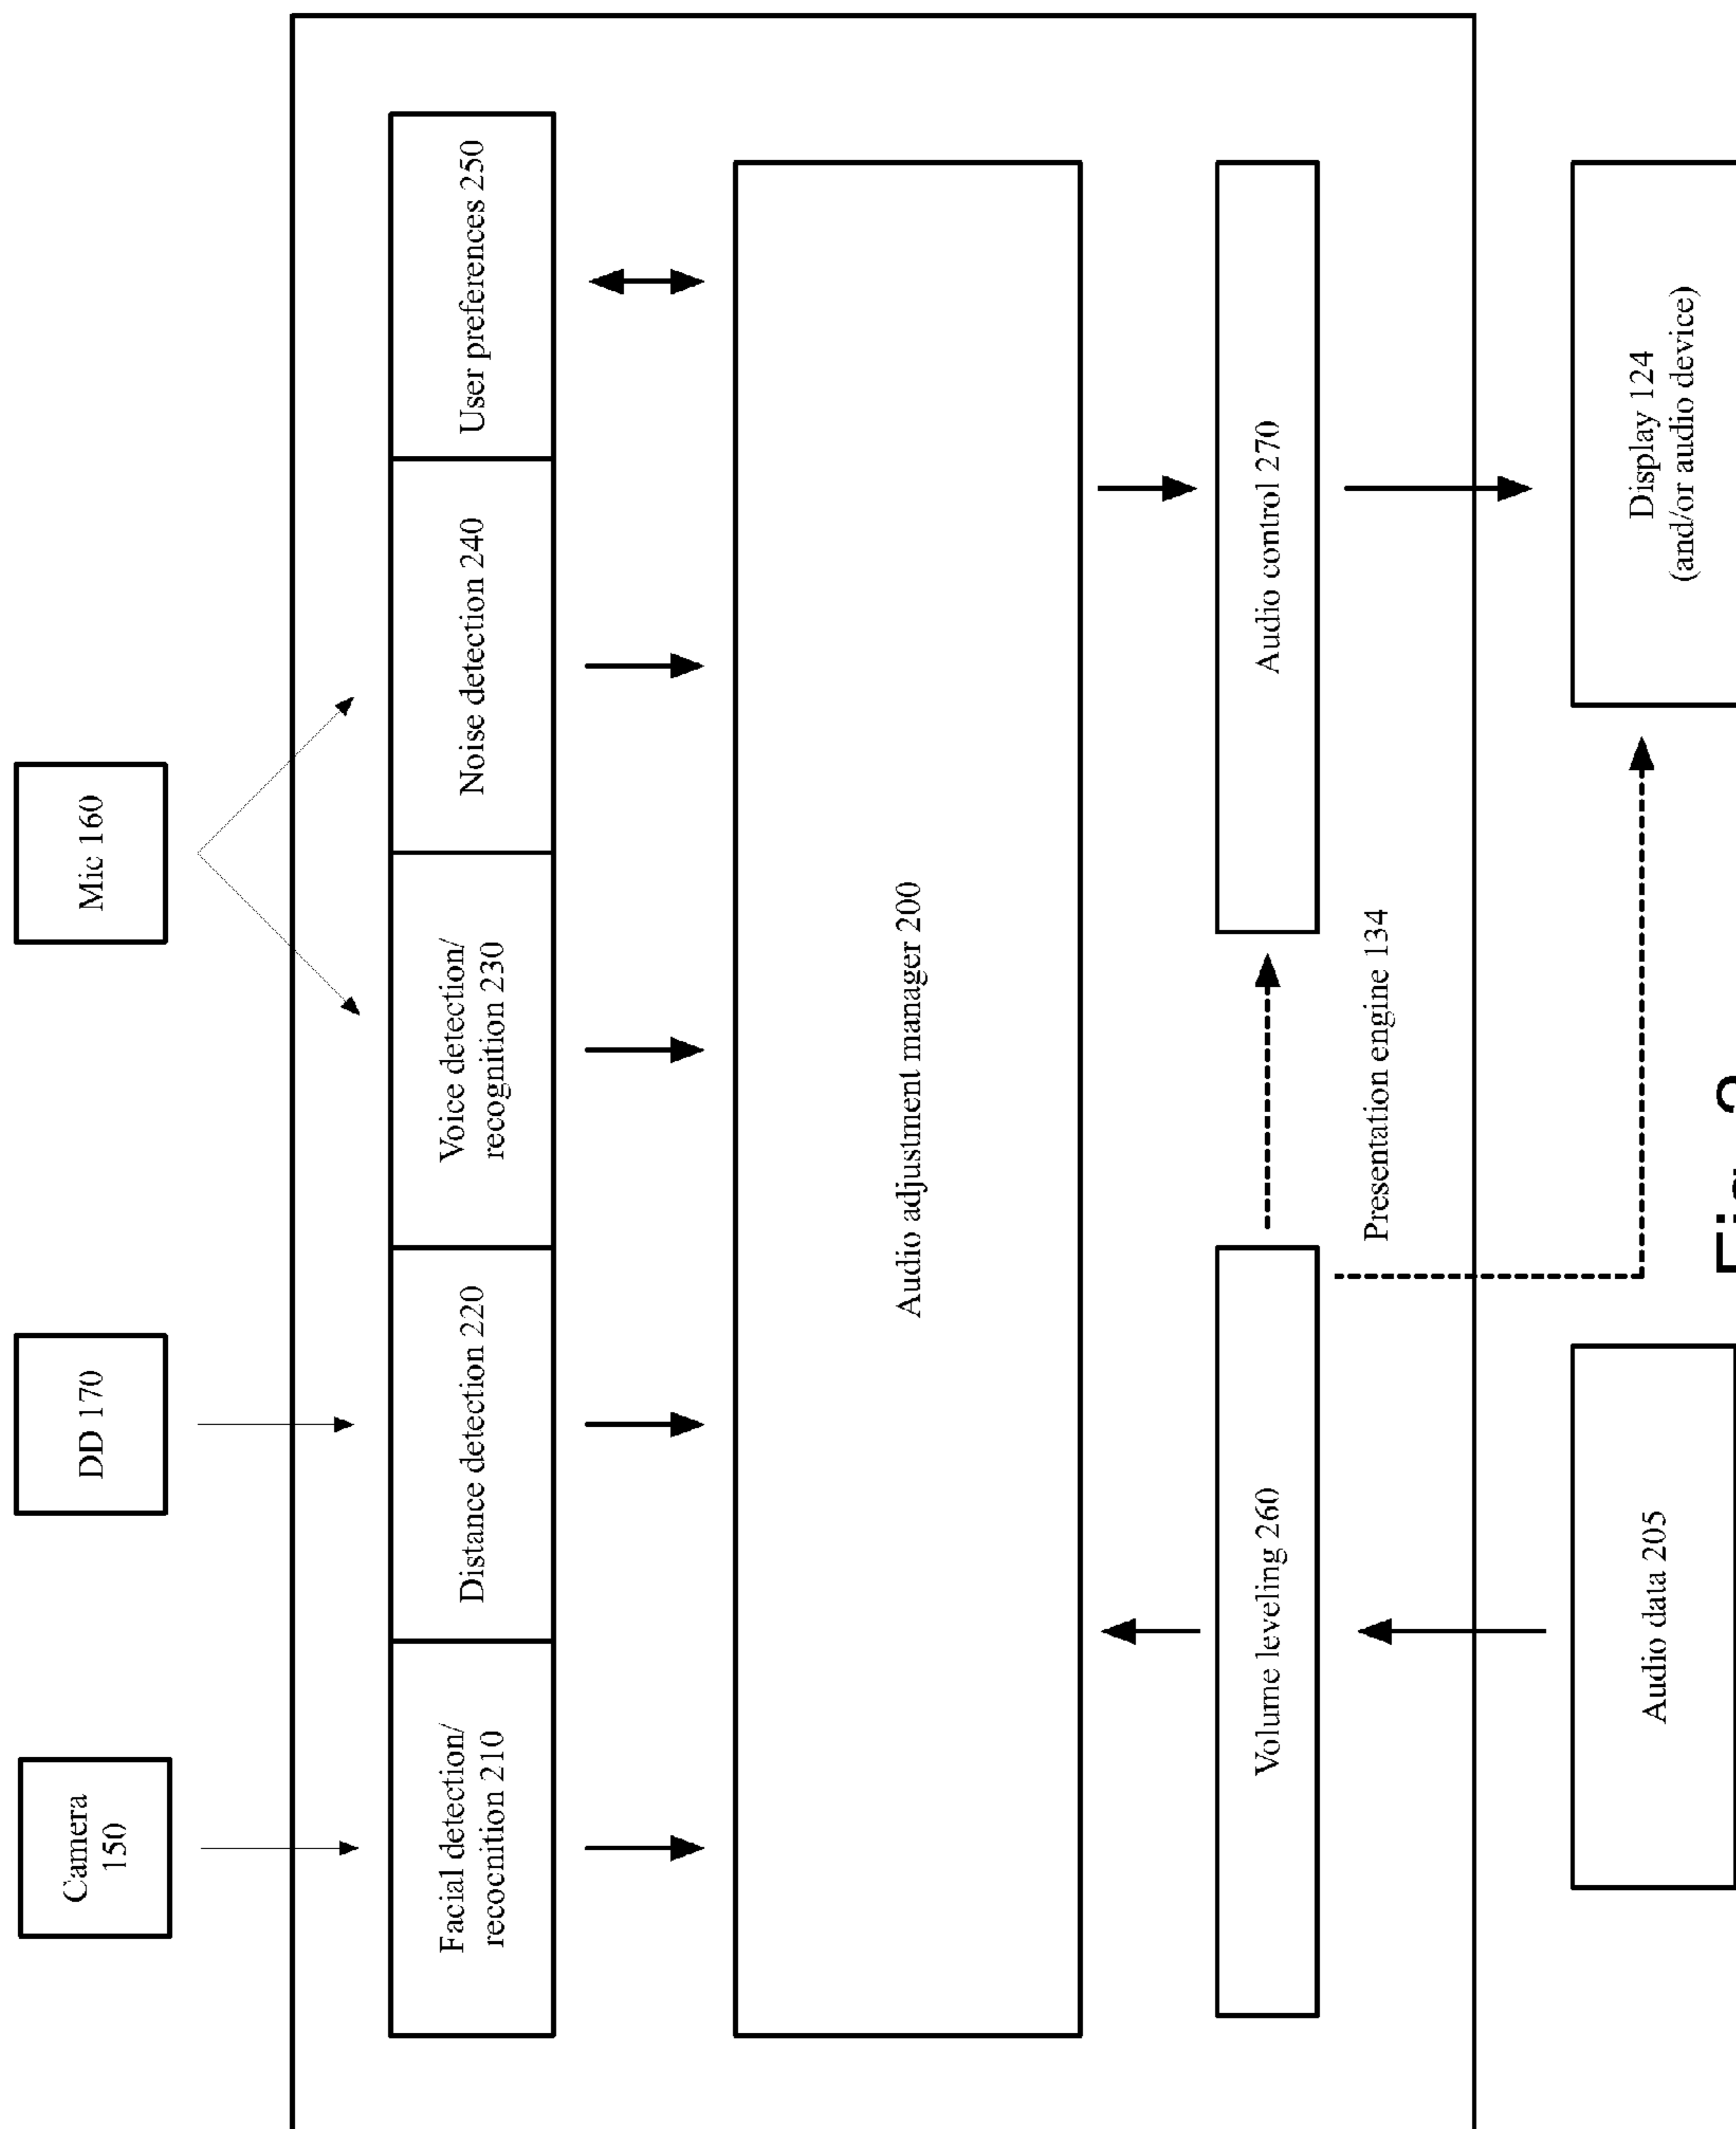 Camera
150
DD 170
Mic 160
Facial detection/
recocnition 210
Distance detection 220
Voice detection/
recognition 230
Noise detection 240
User preferences 250
Audio adjustment manager 200
Volume leveling 260
Audio control 270
Presentation engine 134
Audio data 205
Display 124
(and/or audio device)